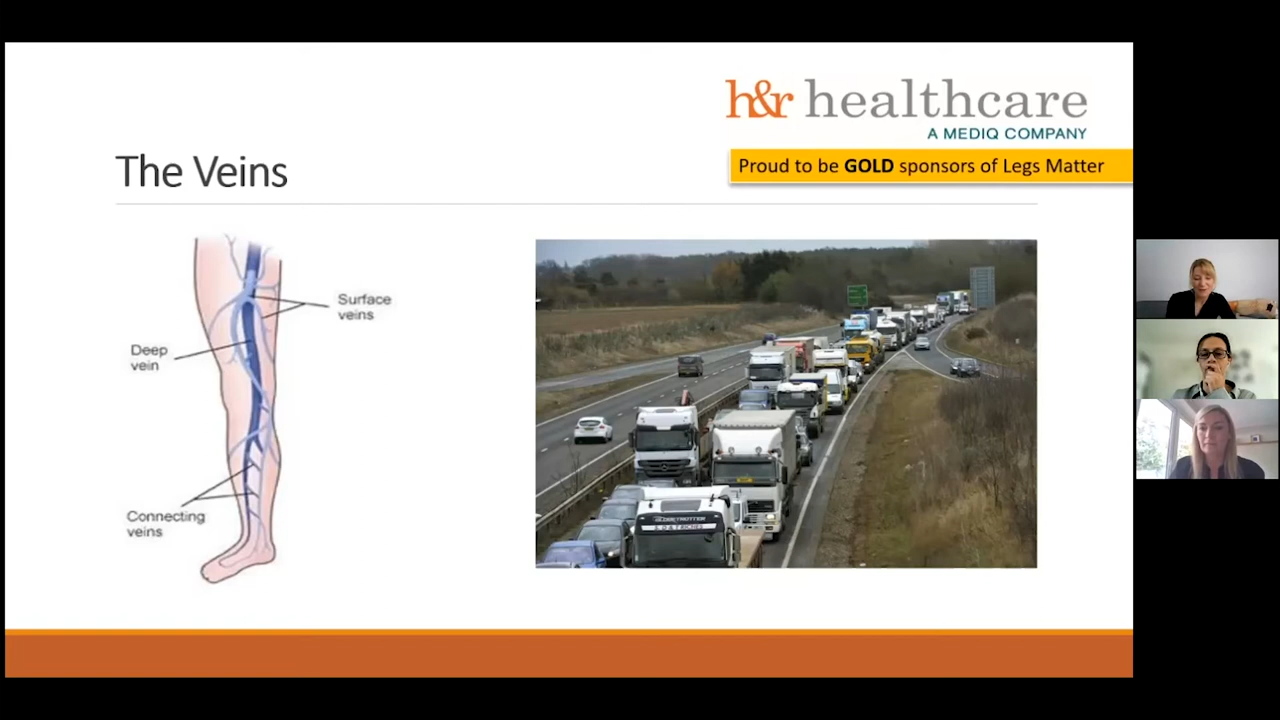 h&r healthcare
A MEDIQ COMPANY
Proud to be GOLD sponsors of Legs Matter
The Veins
Surface
veins
Deep
vein
Connecting
veins